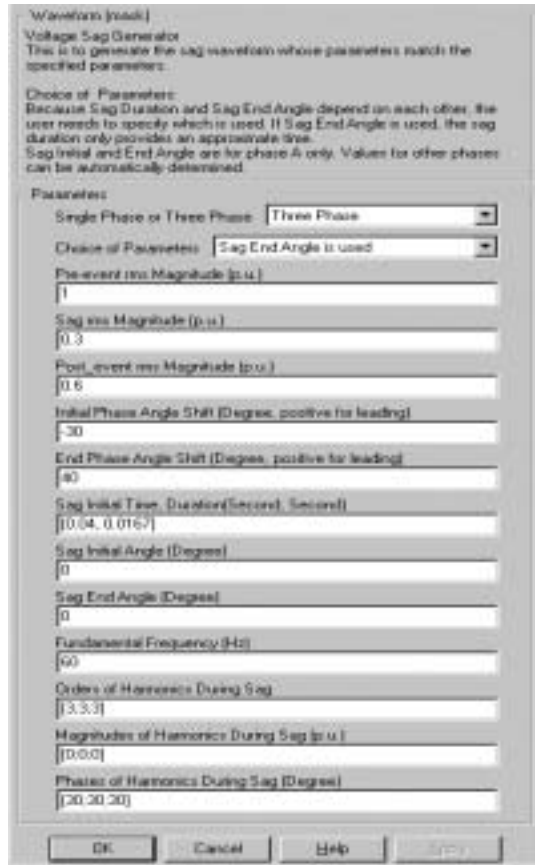 Waveform (mask)
Voltage Sag Generator
This is to generate the sag waveform whose parameters match the
specified parameters.
Choice of Parameters:
Because Sag Duration and Sag End Angle depend on each other, the
user needs to specify which is used. If Sag End Angle is used, the sag
duration only provides an approximate time.
Sag Initial and End Angle are for phase A only. Values for other phases
can be automatically determined.
Parameters
Single Phase or Three Phase Three Phase
Choice of Parameters Sag End Angle is used
Pre-event rms Magnitude (p.u.)
1
Sag rms Magnitude (p.u.)
0.3
Post_event rms Magnitude (p.u.)
0.6
Initial Phase Angle Shift (Degree, positive for leading)
-30
End Phase Angle Shift (Degree, positive for leading)
40
Sag Initial Time, Duration(Second, Second)
[0.04, 0.0167]
Sag Initial Angle (Degree)
0
Sag End Angle (Degree)
0
Fundamental Frequency (Hz)
60
Orders of Harmonics During Sag
[3;3;3]
Magnitudes of Harmonics During Sag (p.u.)
[0;0;0]
Phases of Harmonics During Sag (Degree)
[20;20;20]
OK Cancel Help Apply